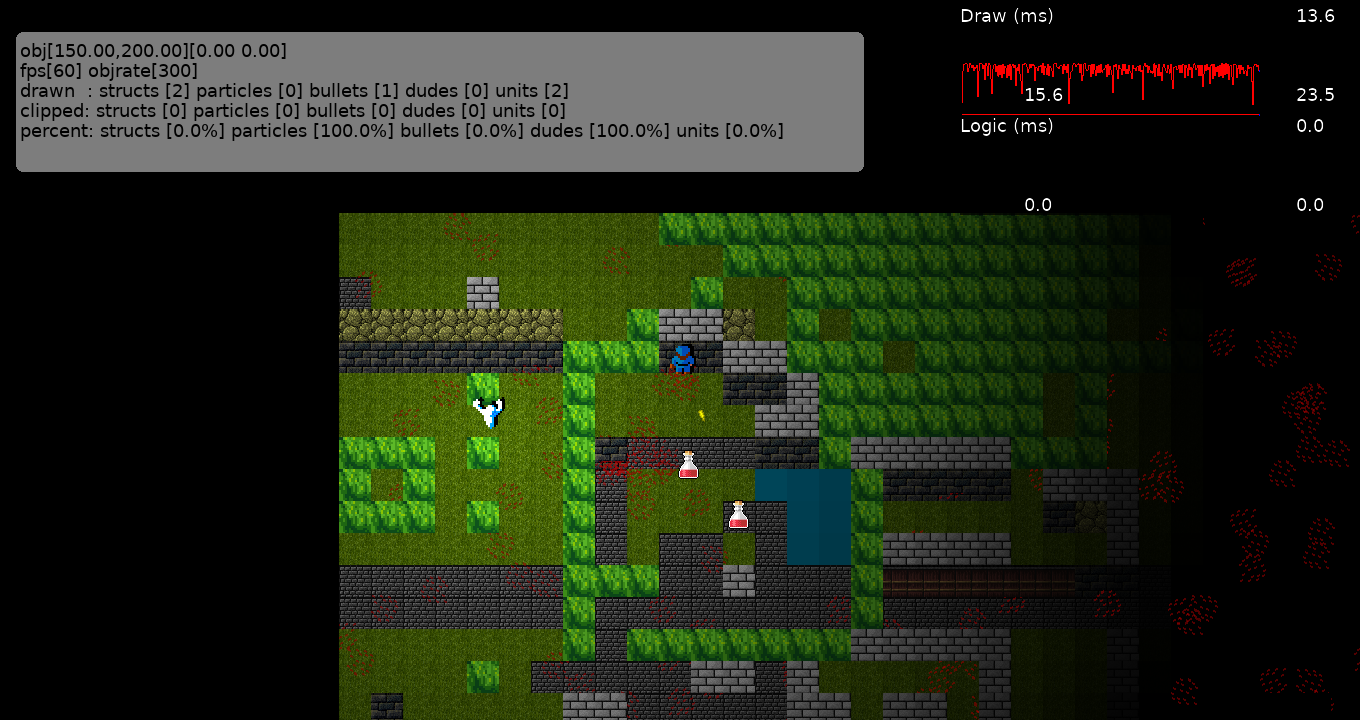 Draw (ms) 13.6
obj[150.00,200.00][0.00 0.00]
fps[60] objrate[300]
drawn  : structs [2] particles [0] bullets [1] dudes [0] units [2]
15.6 23.5
clipped: structs [0] particles [0] bullets [0] dudes [0] units [0]
Logic (ms) 0.0
percent: structs [0.0%] particles [100.0%] bullets [0.0%] dudes [100.0%] units [0.0%]
0.0 0.0